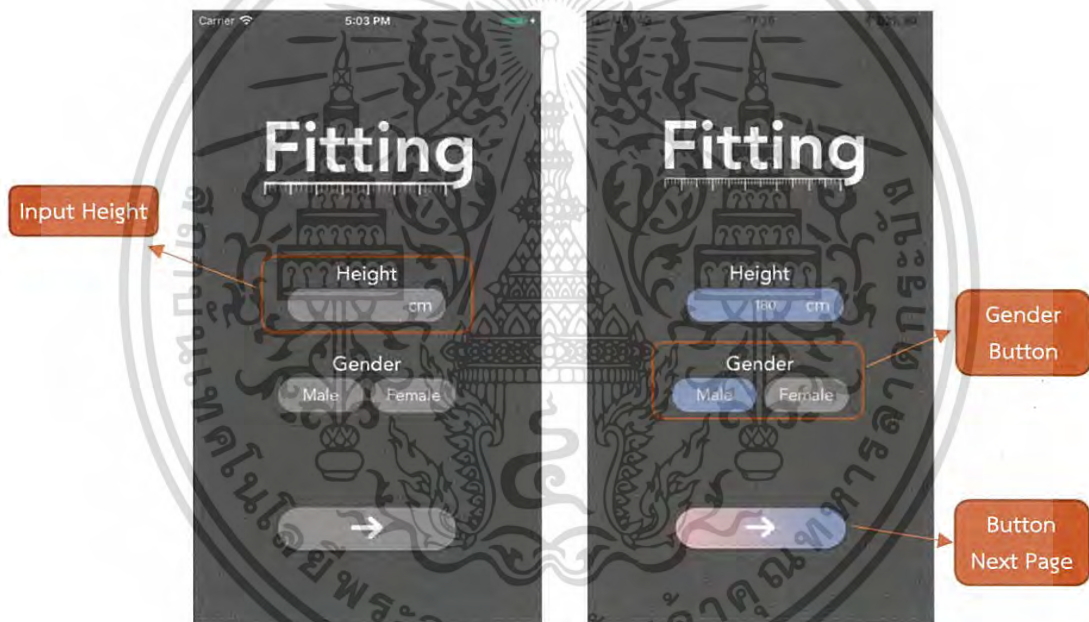 Carrier
5:03 PM
Fitting
Input Height
Height
cm
Gender
Male
Female
Fitting
Height
180
cm
Gender
Male
Female
Gender
Button
Button
Next Page